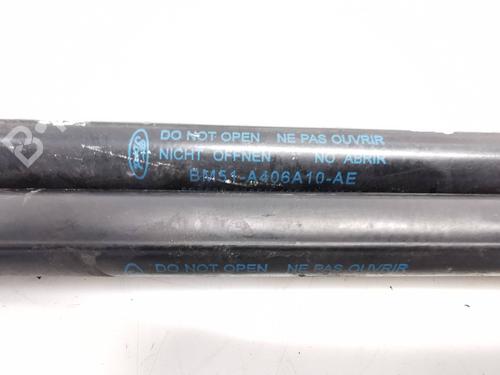 DO NOT OPEN NE PAS OUVRIR
NICHT ÖFFNEN NO ABRIR
BM51-A406A10-AE
DO NOT OPEN NE PAS OUVRIR